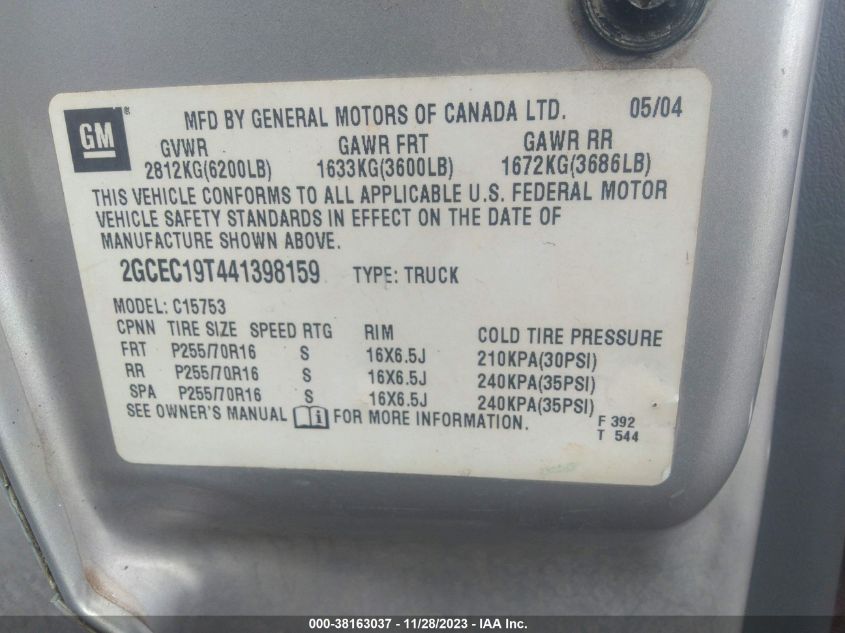 GM ® MFD BY GENERAL MOTORS OF CANADA LTD. 05/04
GVWR GAWR FRT GAWR RR
2812KG(6200LB) 1633KG(3600LB) 1672KG(3686LB)
THIS VEHICLE CONFORMS TO ALL APPLICABLE U.S. FEDERAL MOTOR
VEHICLE SAFETY STANDARDS IN EFFECT ON THE DATE OF
MANUFACTURE SHOWN ABOVE.
2GCEC19T441398159 TYPE: TRUCK
MODEL: C15753
CPNN TIRE SIZE SPEED RTG RIM COLD TIRE PRESSURE
FRT P255/70R16 S 16X6.5J 210KPA(30PSI)
RR P255/70R16 S 16X6.5J 240KPA(35PSI)
SPA P255/70R16 S 16X6.5J 240KPA(35PSI)
SEE OWNER'S MANUAL i FOR MORE INFORMATION.
F 392
T 544
000-38163037 - 11/28/2023 - IAA Inc.